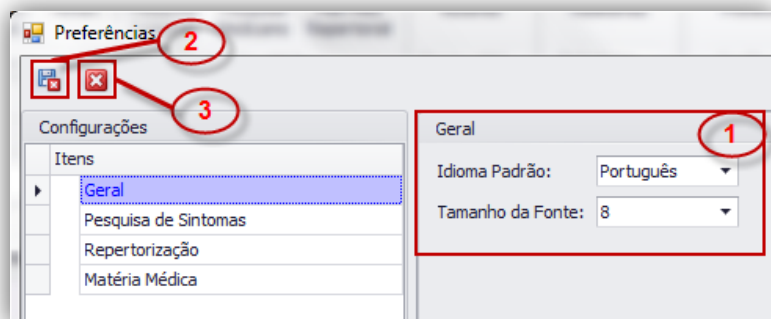 Preferências
2
3
Configurações
Itens
Geral
Pesquisa de Sintomas
Repertorização
Matéria Médica
Geral
1
Idioma Padrão: Português
Tamanho da Fonte: 8